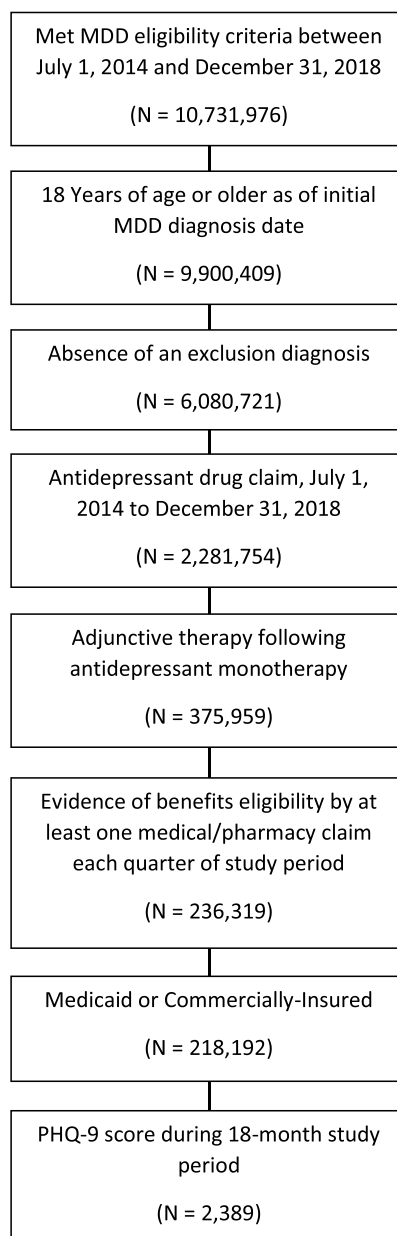 Met MDD eligibility criteria between
July 1, 2014 and December 31, 2018
(N = 10,731,976)
18 Years of age or older as of initial
MDD diagnosis date
(N = 9,900,409)
Absence of an exclusion diagnosis
(N = 6,080,721)
Antidepressant drug claim, July 1,
2014 to December 31, 2018
(N = 2,281,754)
Adjunctive therapy following
antidepressant monotherapy
(N = 375,959)
Evidence of benefits eligibility by at
least one medical/pharmacy claim
each quarter of study period
(N = 236,319)
Medicaid or Commercially-Insured
(N = 218,192)
PHQ-9 score during 18-month study
period
(N = 2,389)